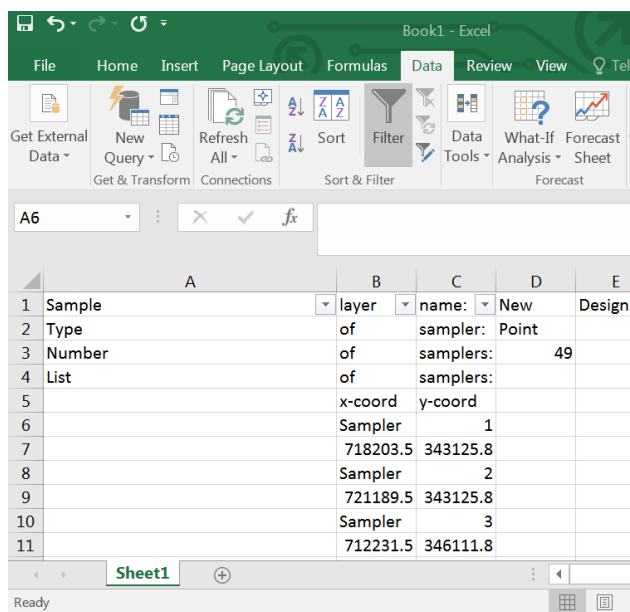 Book1 - Excel
File Home Insert Page Layout Formulas Data Review View Tel
Get External Data
New Query
Refresh All
Sort
Filter
Data Tools
What-If Analysis
Forecast Sheet
Get & Transform Connections Sort & Filter Forecast
A6 fx
A B C D E
1 Sample layer name: New Design
2 Type of sampler: Point
3 Number of samplers: 49
4 List of samplers:
5 x-coord y-coord
6 Sampler 1
7 718203.5 343125.8
8 Sampler 2
9 721189.5 343125.8
10 Sampler 3
11 712231.5 346111.8
Sheet1
Ready